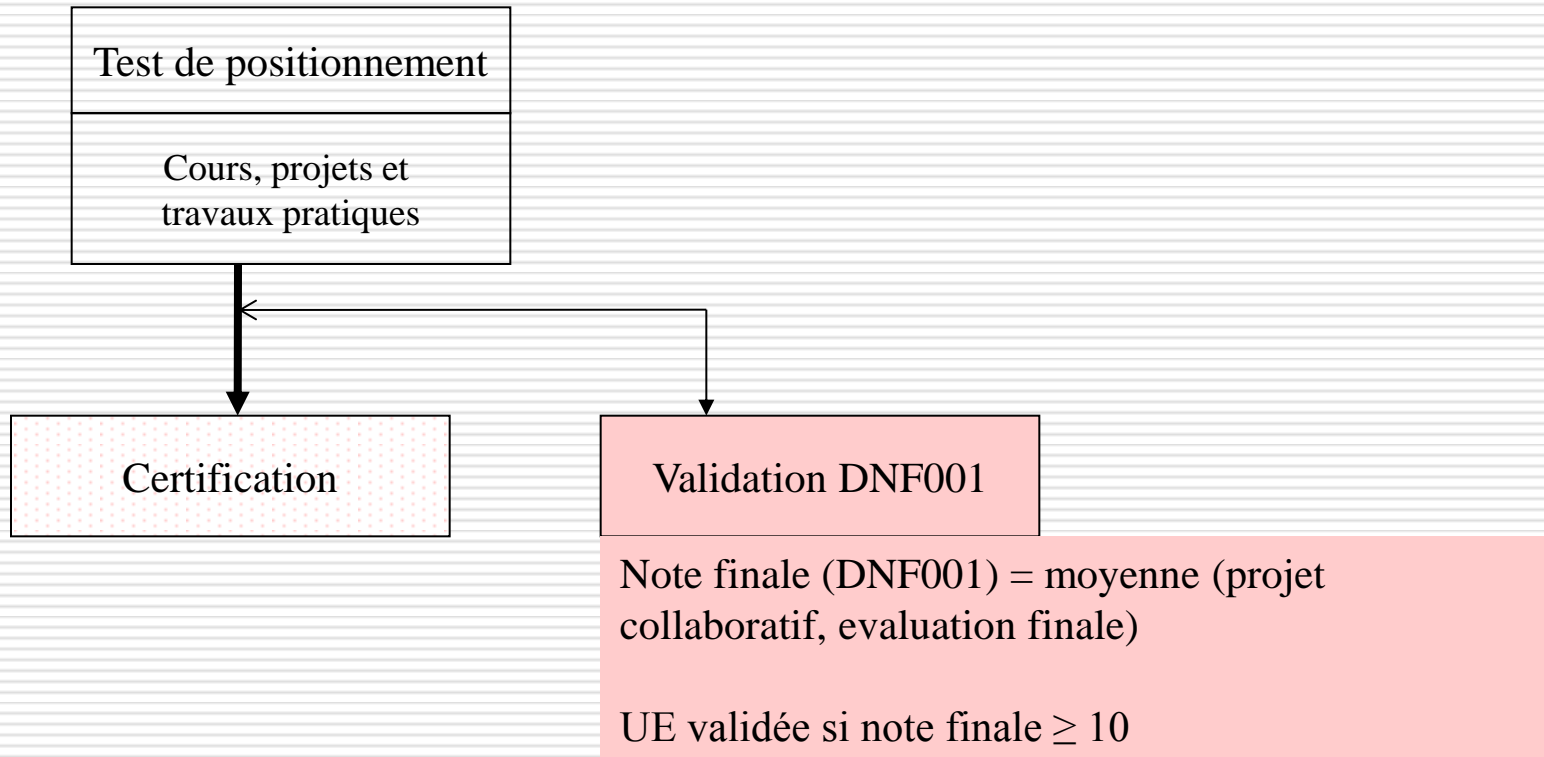 Test de positionnement
Cours, projets et
travaux pratiques
Certification
Validation DNF001
Note finale (DNF001) = moyenne (projet
collaboratif, evaluation finale)
UE validée si note finale ≥ 10